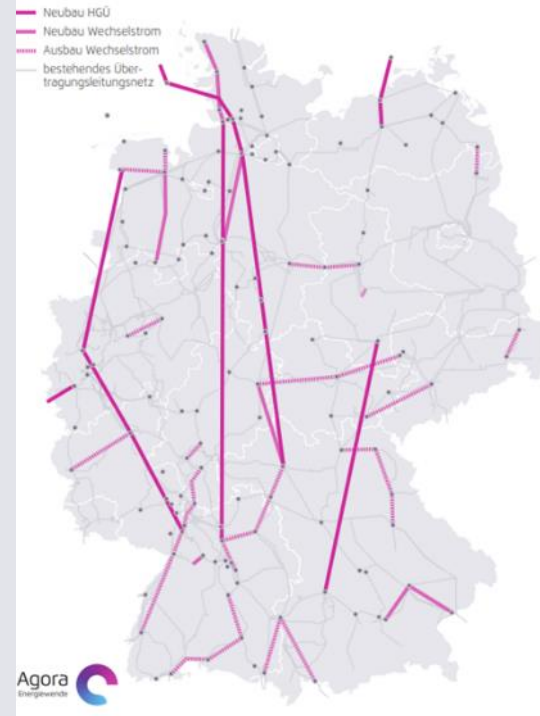 Neubau HGÜ
Neubau Wechselstrom
Ausbau Wechselstrom
bestehendes Über-
tragungsleitungsnetz
Agora
Energiewende